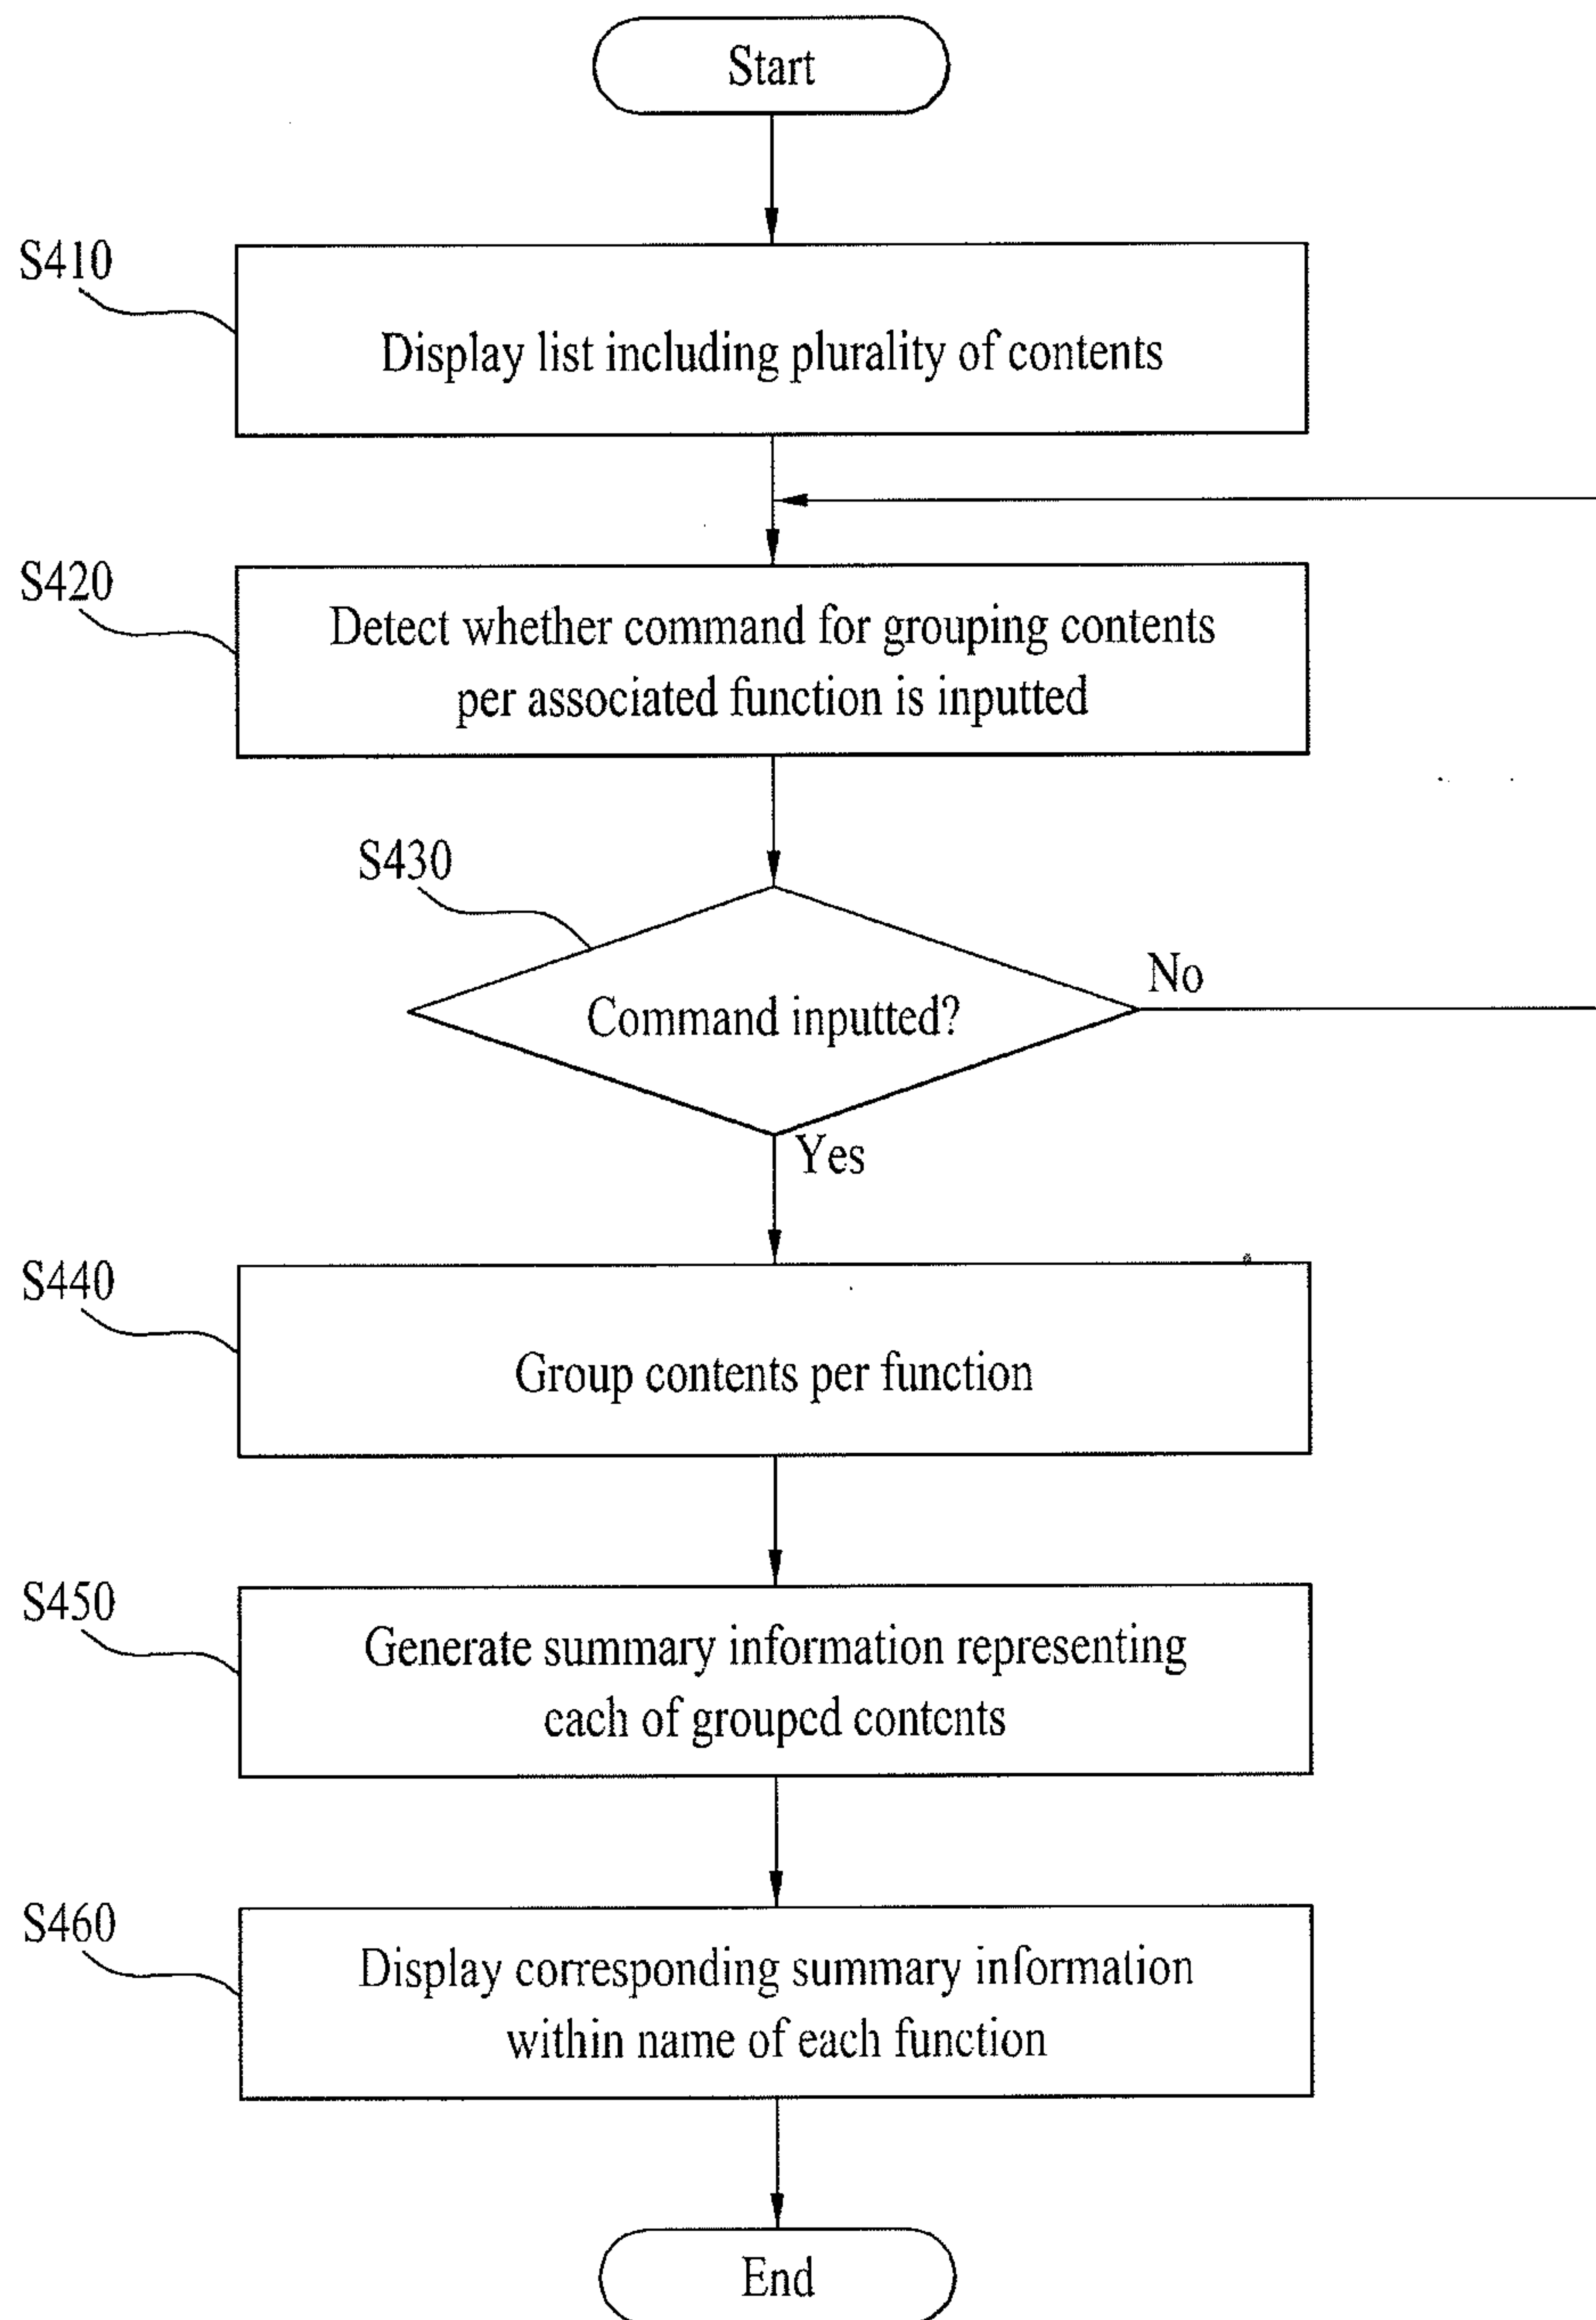 Start
S410
Display list including plurality of contents
S420
Detect whether command for grouping contents
per associated function is inputted
S430
Command inputted?
No
Yes
S440
Group contents per function
S450
Generate summary information representing
each of grouped contents
S460
Display corresponding summary information
within name of each function
End